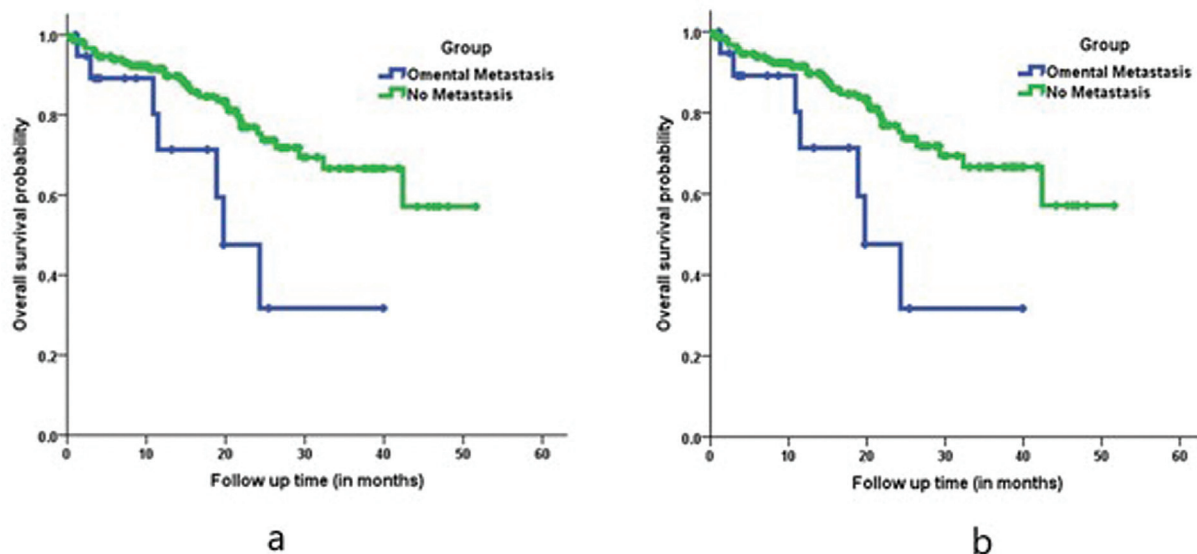 Group
Omental Metastasis
No Metastasis
Overall survival probability
1.0
0.8
0.6
0.4
0.2
0.0
0 10 20 30 40 50 60
Follow up time (in months)
a
Group
Omental Metastasis
No Metastasis
Overall survival probability
1.0
0.8
0.6
0.4
0.2
0.0
0 10 20 30 40 50 60
Follow up time (in months)
b